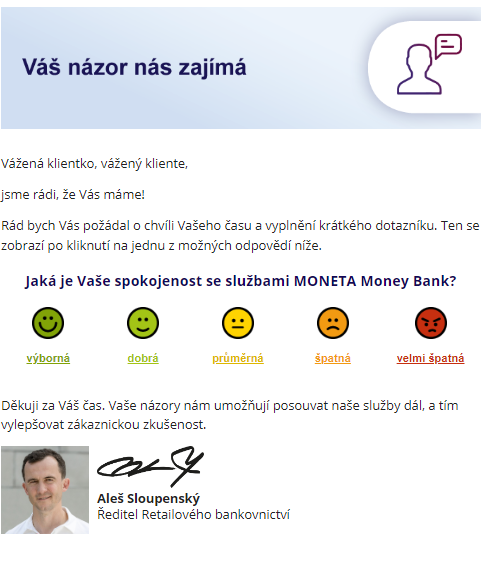 Váš názor nás zajímá
Vážená klientko, vážený kliente,
jsme rádi, že Vás máme!
Rád bych Vás požádal o chvíli Vašeho času a vyplnění krátkého dotazníku. Ten se
zobrazí po kliknutí na jednu z možných odpovědí níže.
Jaká je Vaše spokojenost se službami MONETA Money Bank?
výborná dobrá průměrná špatná velmi špatná
Děkuji za Váš čas. Vaše názory nám umožňují posouvat naše služby dál, a tím
vylepšovat zákaznickou zkušenost.
Aleš Sloupenský
Ředitel Retailového bankovnictví